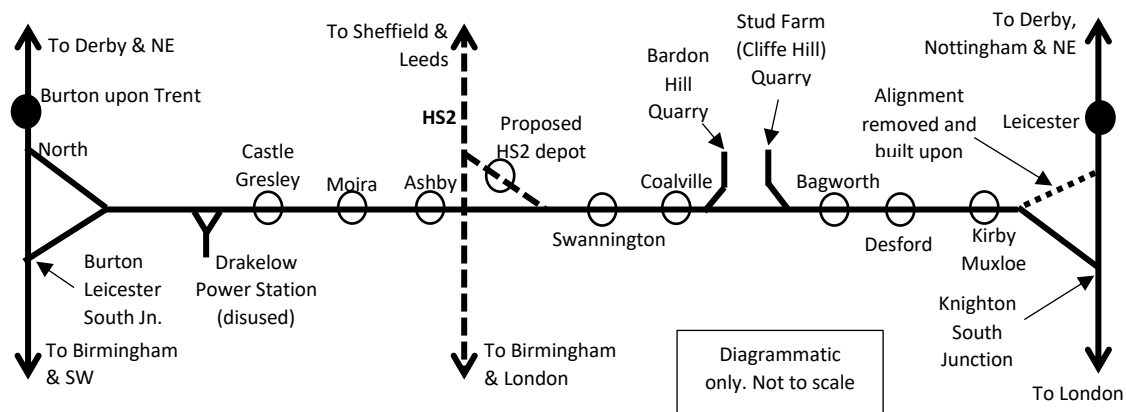 To Derby & NE
Burton upon Trent
North
Burton
Leicester
South Jn.
To Birmingham
& SW
Drakelow
Power Station
(disused)
Castle
Gresley
Moira
Ashby
To Sheffield &
Leeds
HS2
Proposed
HS2 depot
To Birmingham
& London
Swannington
Coalville
Bardon
Hill
Quarry
Stud Farm
(Cliffe Hill)
Quarry
Bagworth
Desford
Kirby
Muxloe
Alignment
removed and
built upon
To Derby,
Nottingham & NE
Leicester
Knighton
South
Junction
To London
Diagrammatic
only. Not to scale